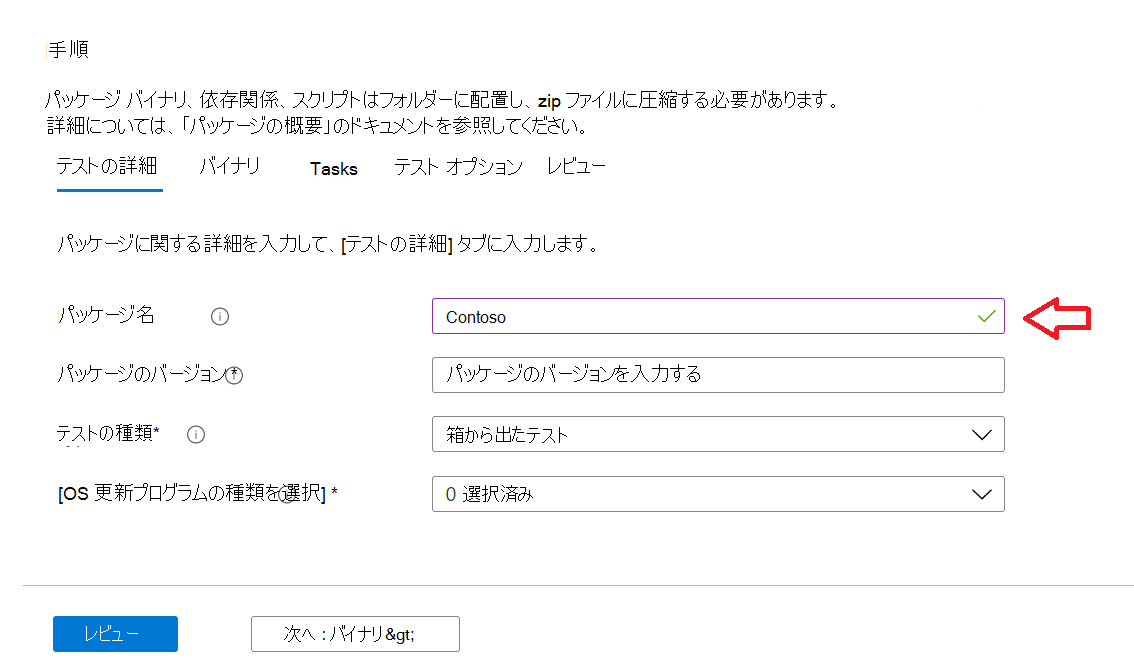 手順
パッケージ バイナリ、依存関係、スクリプトはフォルダーに配置し、zip ファイルに圧縮する必要があります。
詳細については、「パッケージの概要」のドキュメントを参照してください。
テストの詳細 バイナリ Tasks テスト オプション レビュー
パッケージに関する詳細を入力して、[テストの詳細] タブに入力します。
パッケージ名 Contoso
パッケージのバージョン* パッケージのバージョンを入力する
テストの種類* 箱から出たテスト
[OS 更新プログラムの種類を選択] * 0 選択済み
レビュー 次へ : バイナリ&gt;